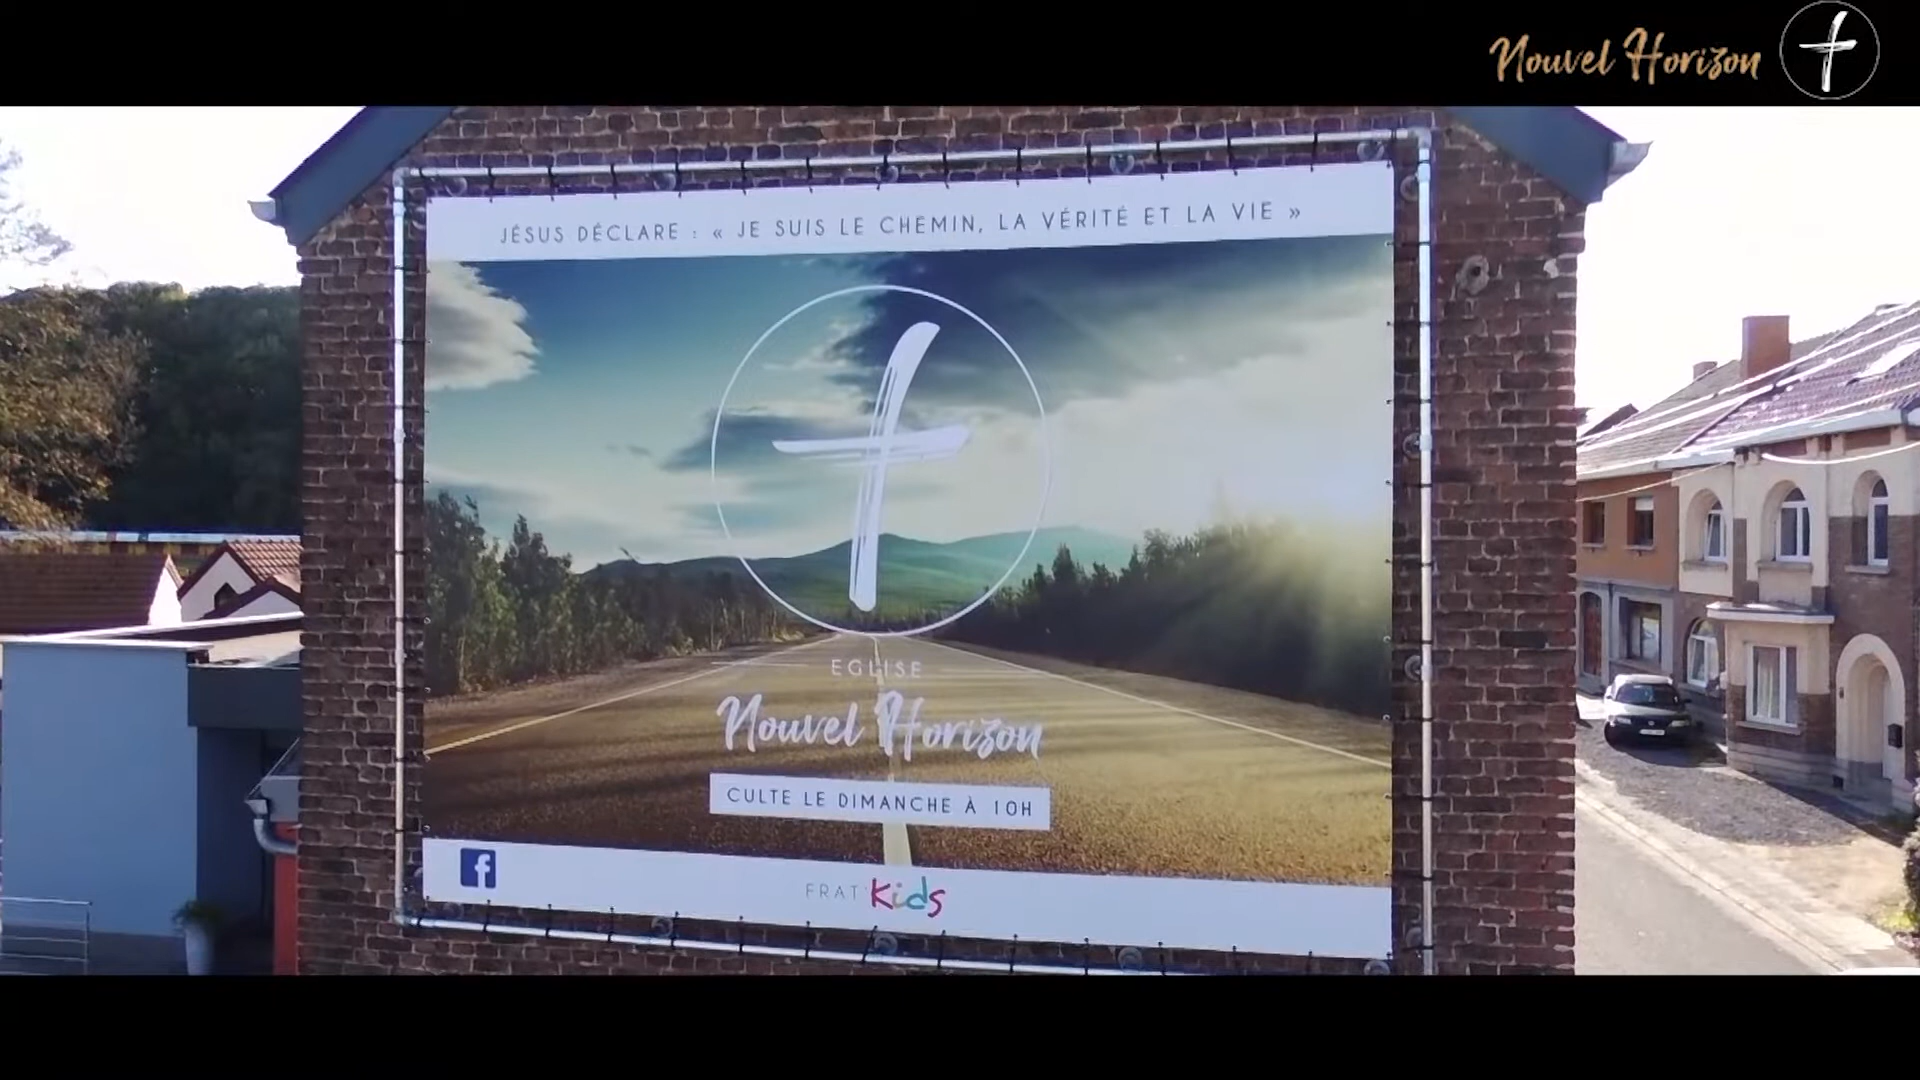 Nouvel Horizon
JÉSUS DÉCLARE : « JE SUIS LE CHEMIN, LA VÉRITÉ ET LA VIE »
EGLISE
Nouvel Horizon
CULTE LE DIMANCHE À 10H
f
FRAT'Kids